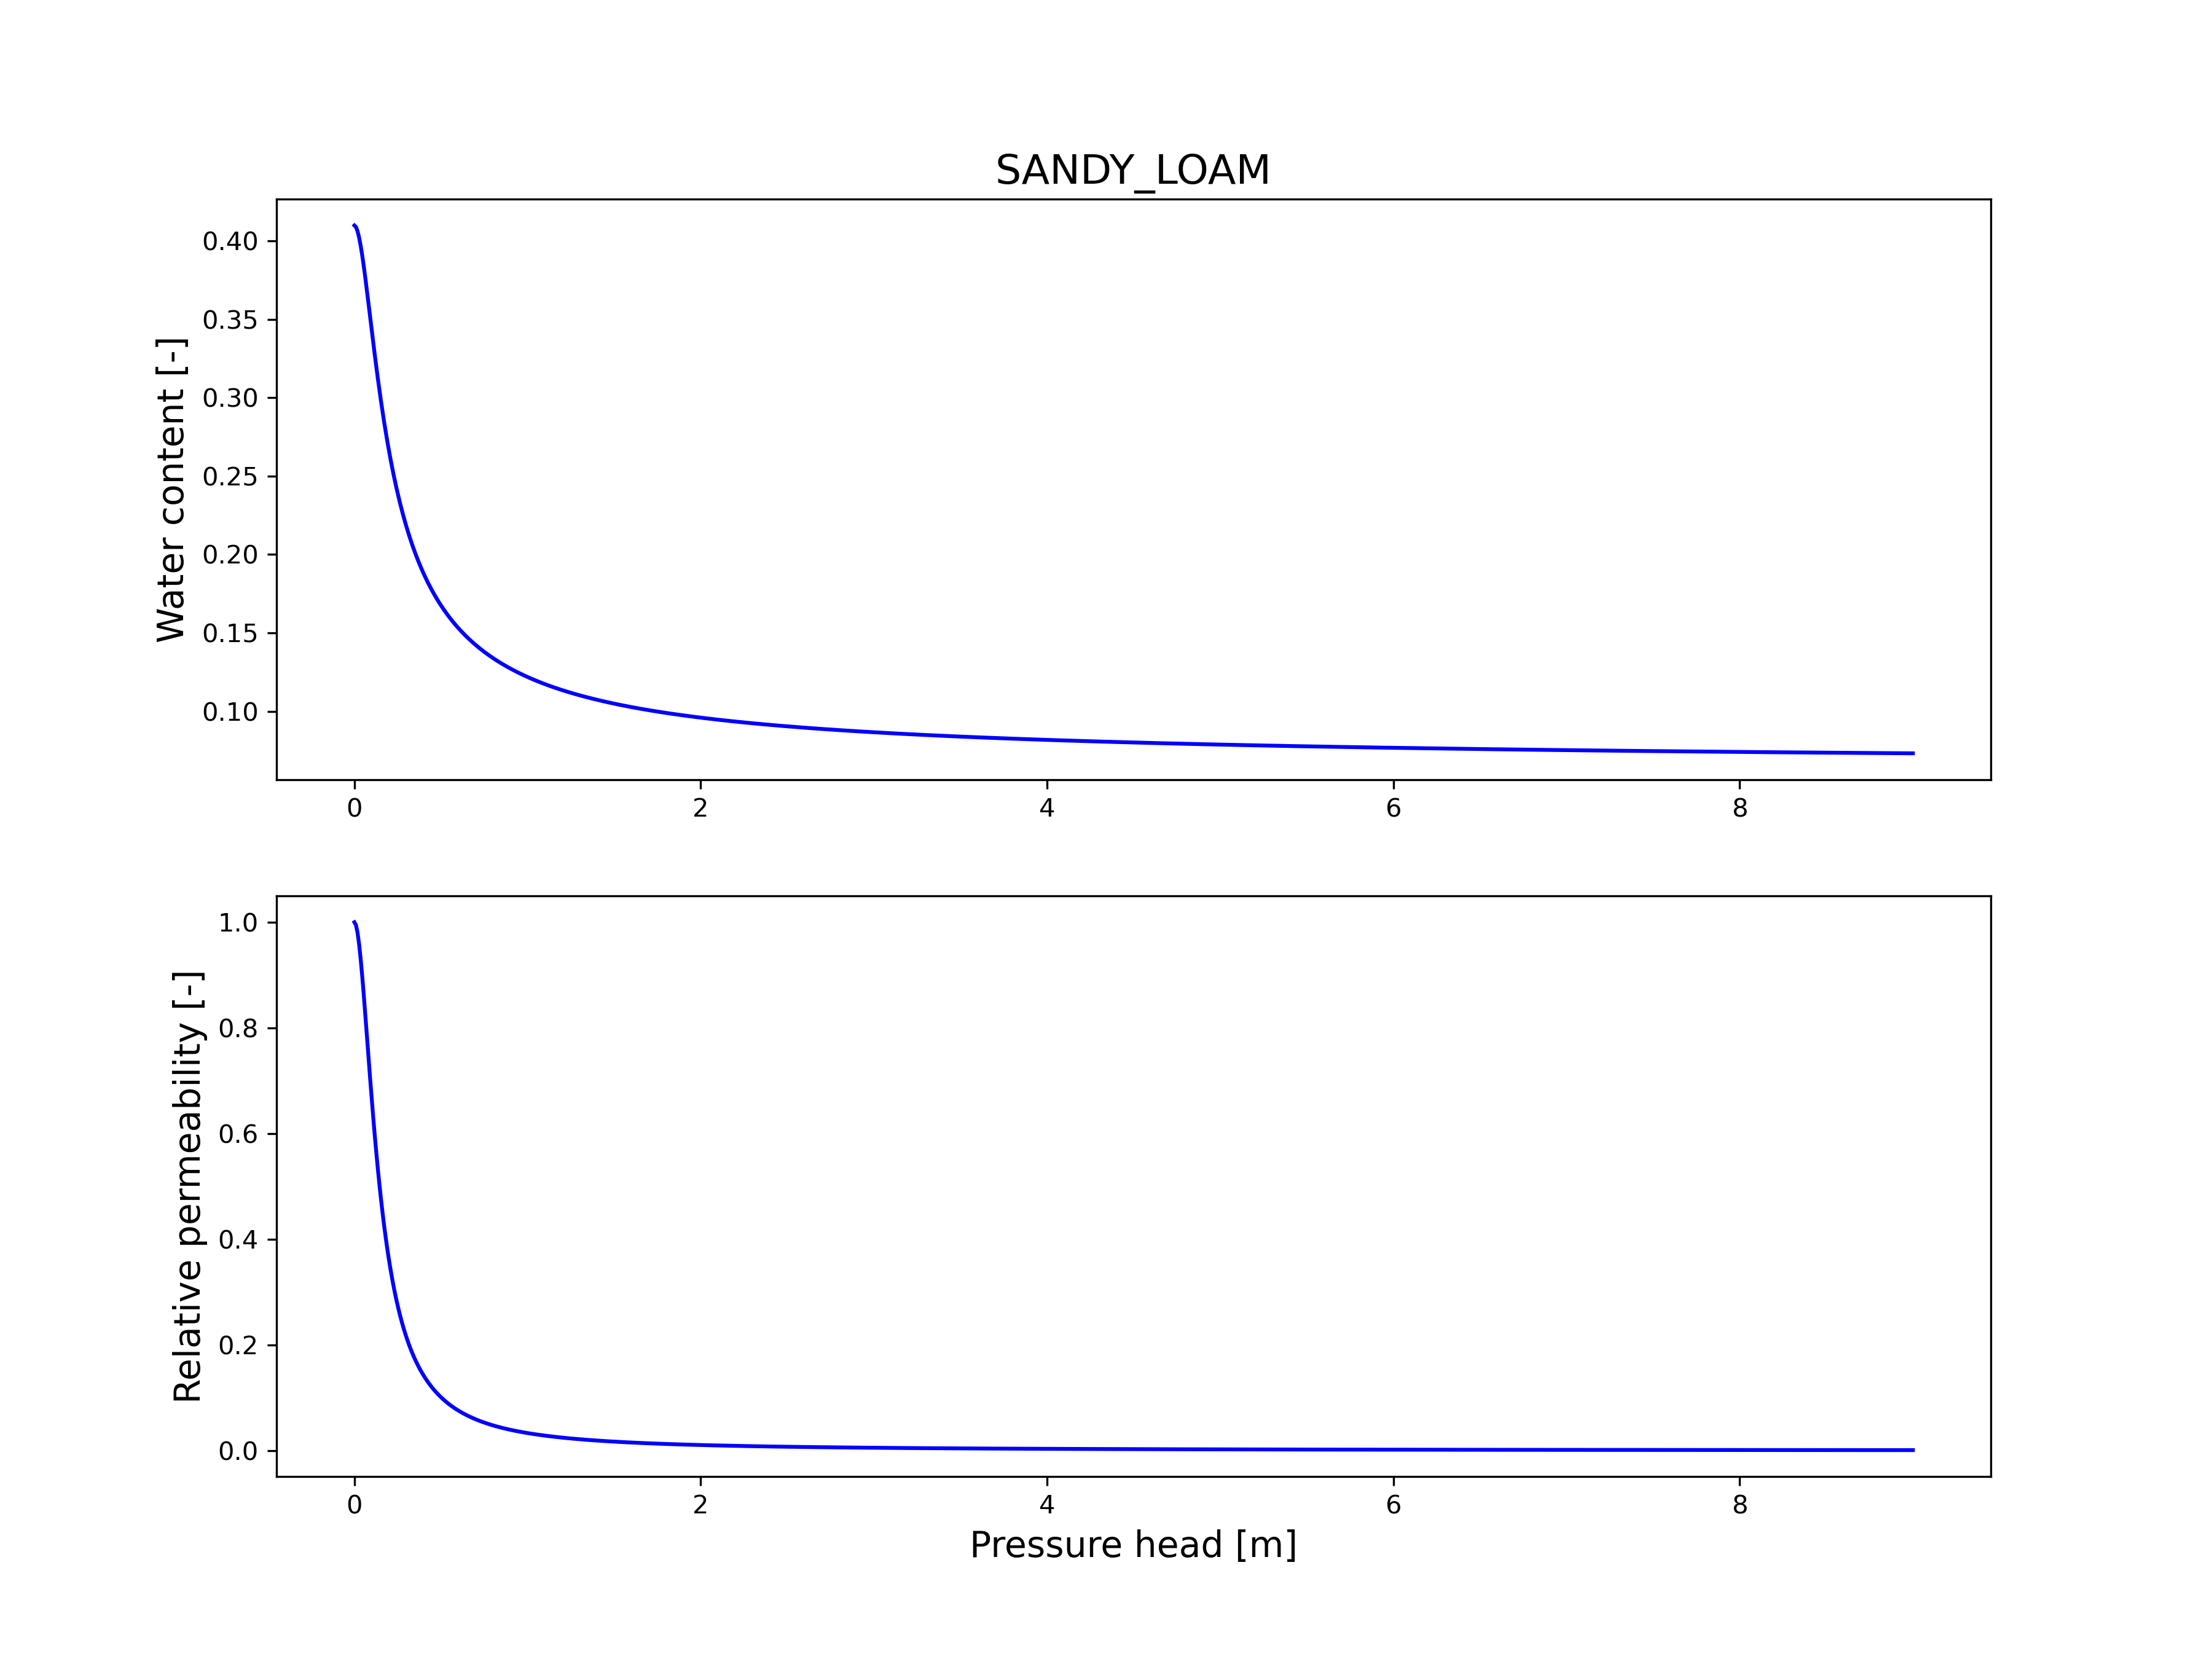 SANDY_LOAM
Water content [-]
0.40
0.35
0.30
0.25
0.20
0.15
0.10
0 2 4 6 8
Relative permeability [-]
1.0
0.8
0.6
0.4
0.2
0.0
0 2 4 6 8
Pressure head [m]